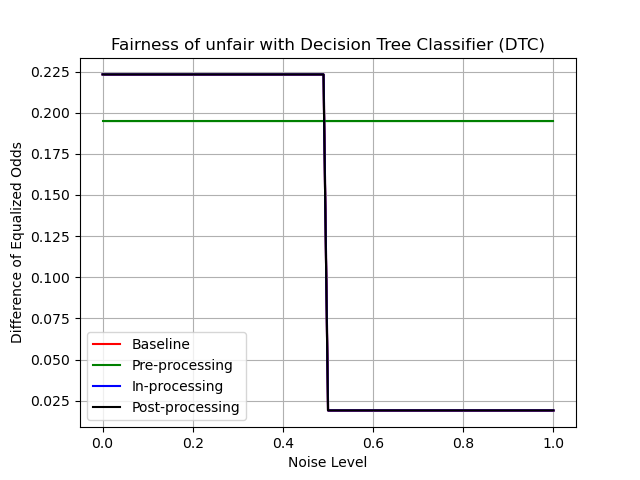 Fairness of unfair with Decision Tree Classifier (DTC)
Difference of Equalized Odds
0.225
0.200
0.175
0.150
0.125
0.100
0.075
0.050
0.025
Baseline
Pre-processing
In-processing
Post-processing
0.0 0.2 0.4 0.6 0.8 1.0
Noise Level